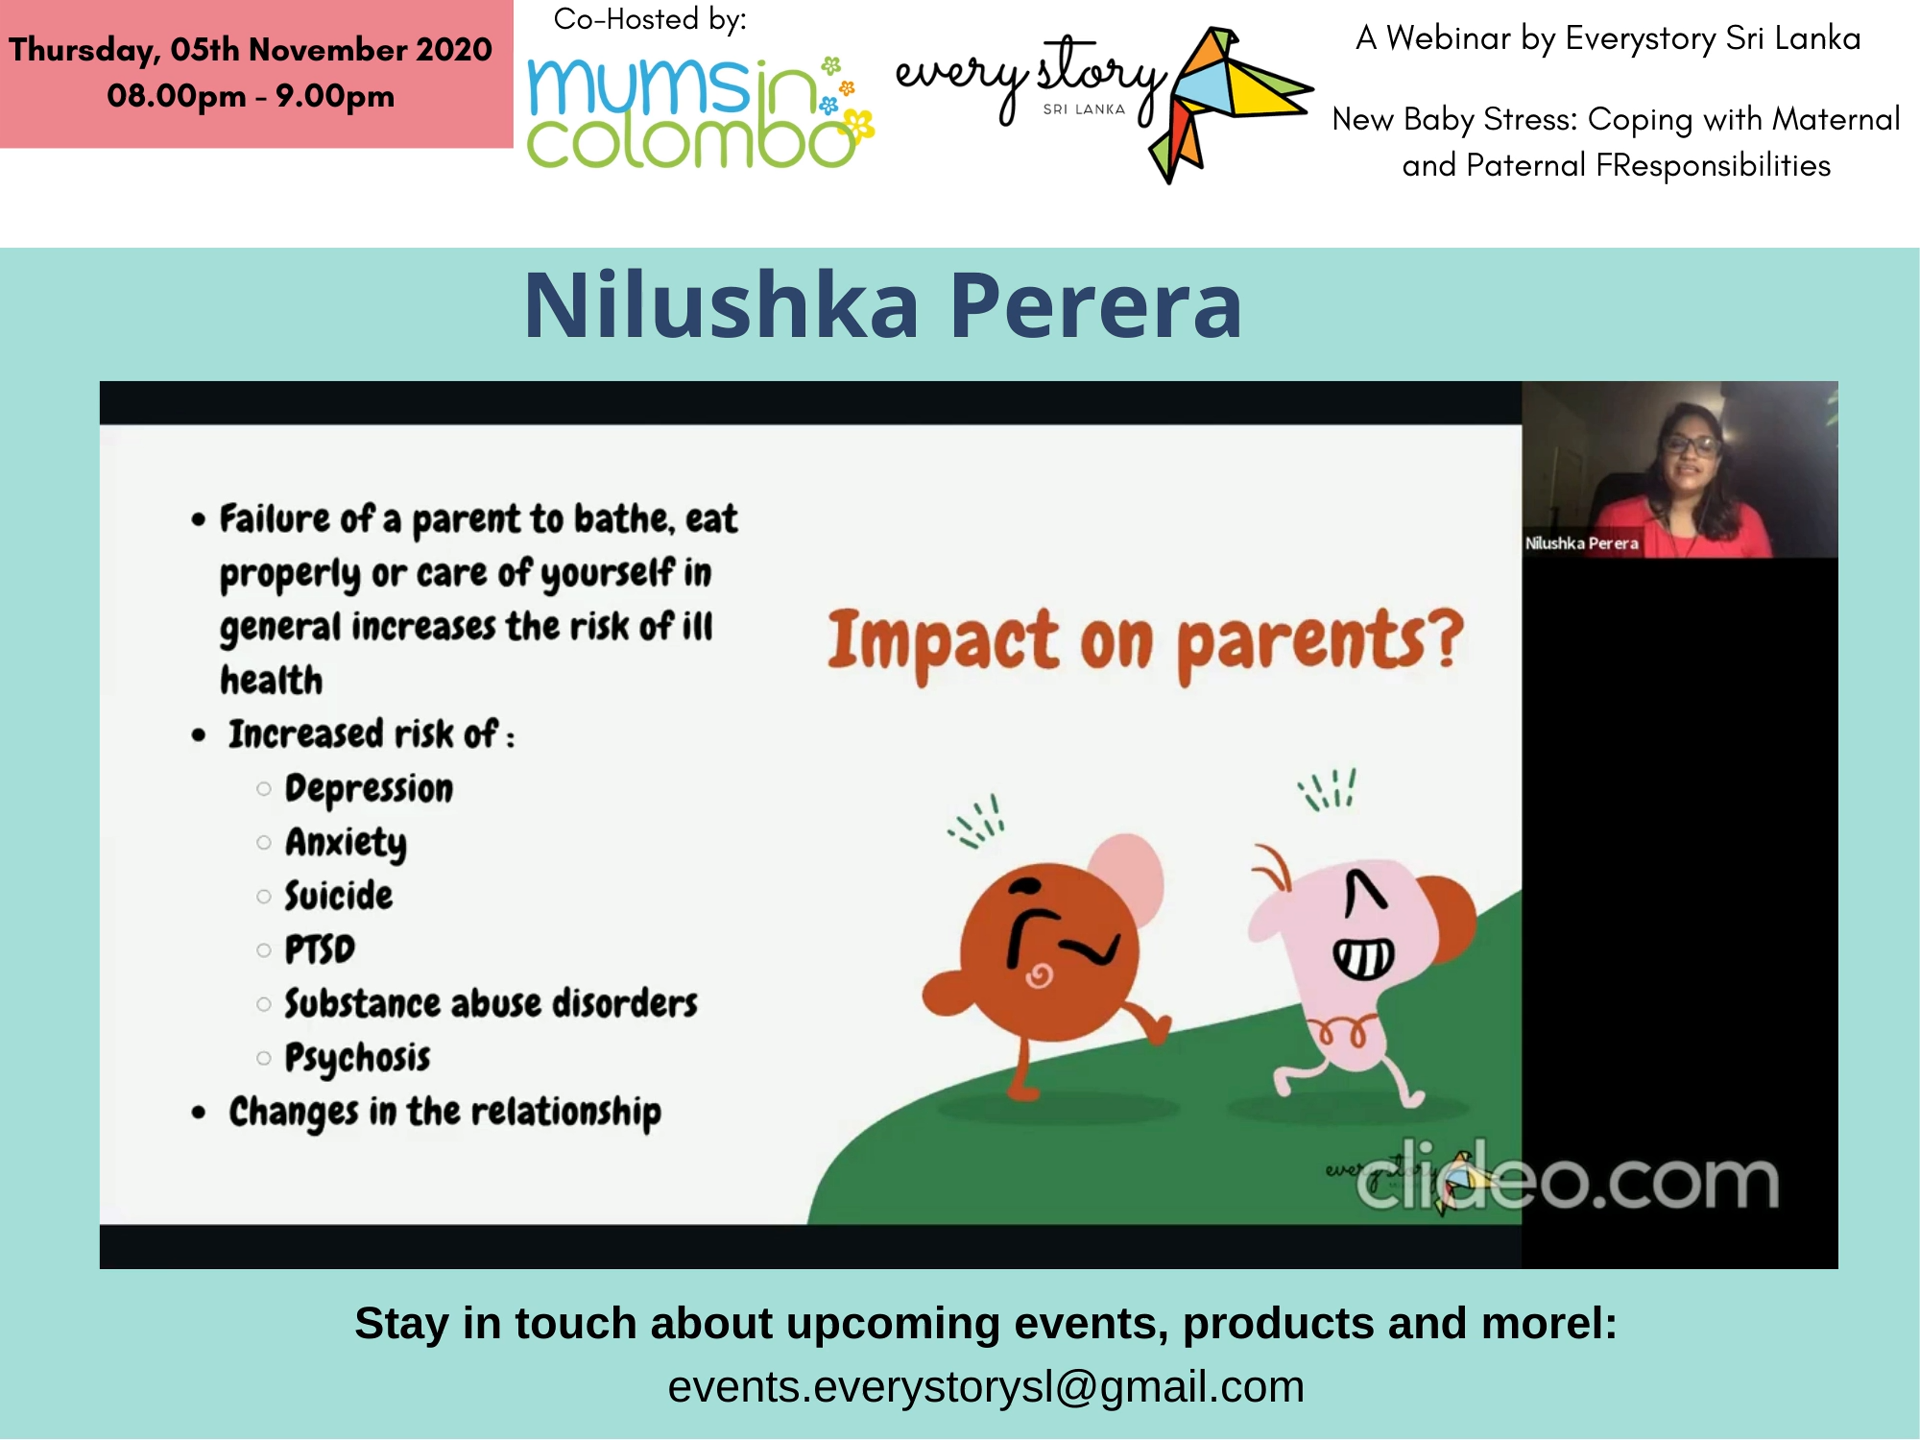 Thursday, 05th November 2020
08.00pm - 9.00pm
Co-Hosted by:
mumsin
colombo
every story
SRI LANKA
A Webinar by Everystory Sri Lanka
New Baby Stress: Coping with Maternal
and Paternal FResponsibilities
Nilushka Perera
• Failure of a parent to bathe, eat
properly or care of yourself in
general increases the risk of ill
health
• Increased risk of :
○ Depression
○ Anxiety
○ Suicide
○ PTSD
○ Substance abuse disorders
○ Psychosis
• Changes in the relationship
Impact on parents?
Nilushka Perera
every story
clideo.com
Stay in touch about upcoming events, products and morel:
events.everystorysl@gmail.com